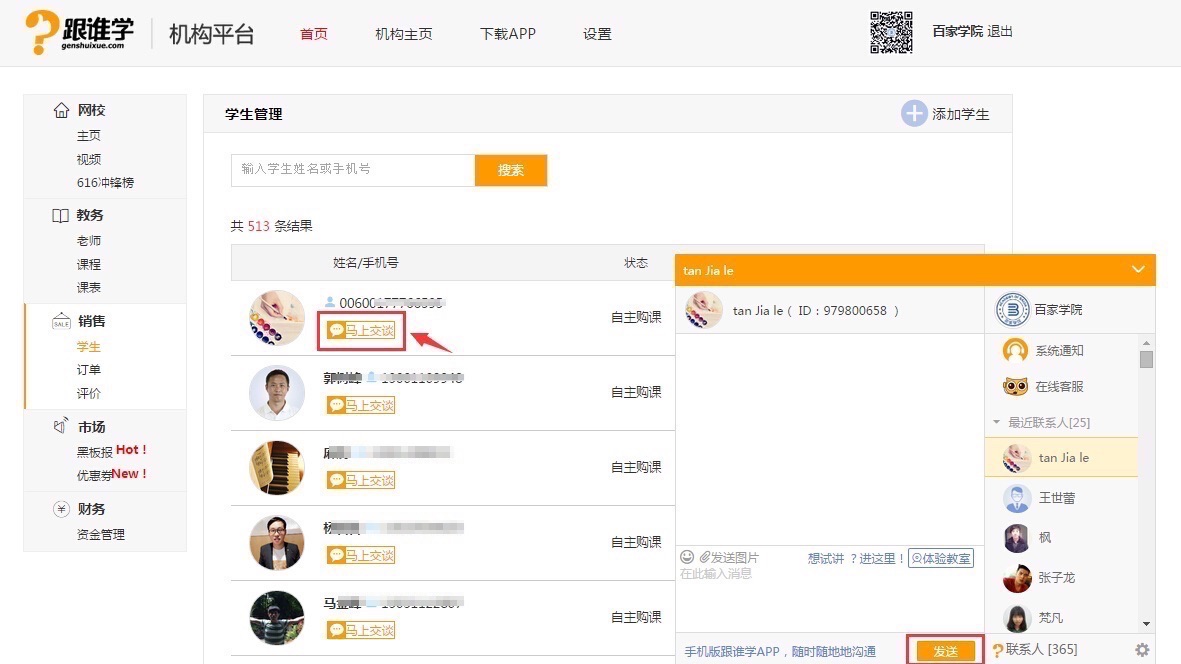 跟谁学
genshuixue.com
机构平台
首页
机构主页
下载APP
设置
百家学院 退出
网校
主页
视频
616冲锋榜
教务
老师
课程
课表
SALE
销售
学生
订单
评价
市场
黑板报 Hot !
优惠券New !
财务
资金管理
学生管理
添加学生
输入学生姓名或手机号
搜索
共 513 条结果
姓名/手机号
状态
马上交谈
自主购课
马上交谈
自主购课
马上交谈
自主购课
马上交谈
自主购课
马上交谈
自主购课
tan Jia le
tan Jia le ( ID : 979800658 )
发送图片
想试讲 ? 进这里 ! 体验教室
在此输入消息
手机版跟谁学APP , 随时随地地沟通
发送
百家学院
系统通知
在线客服
最近联系人[25]
tan Jia le
王世蕾
枫
张子龙
梵凡
联系人 [365]